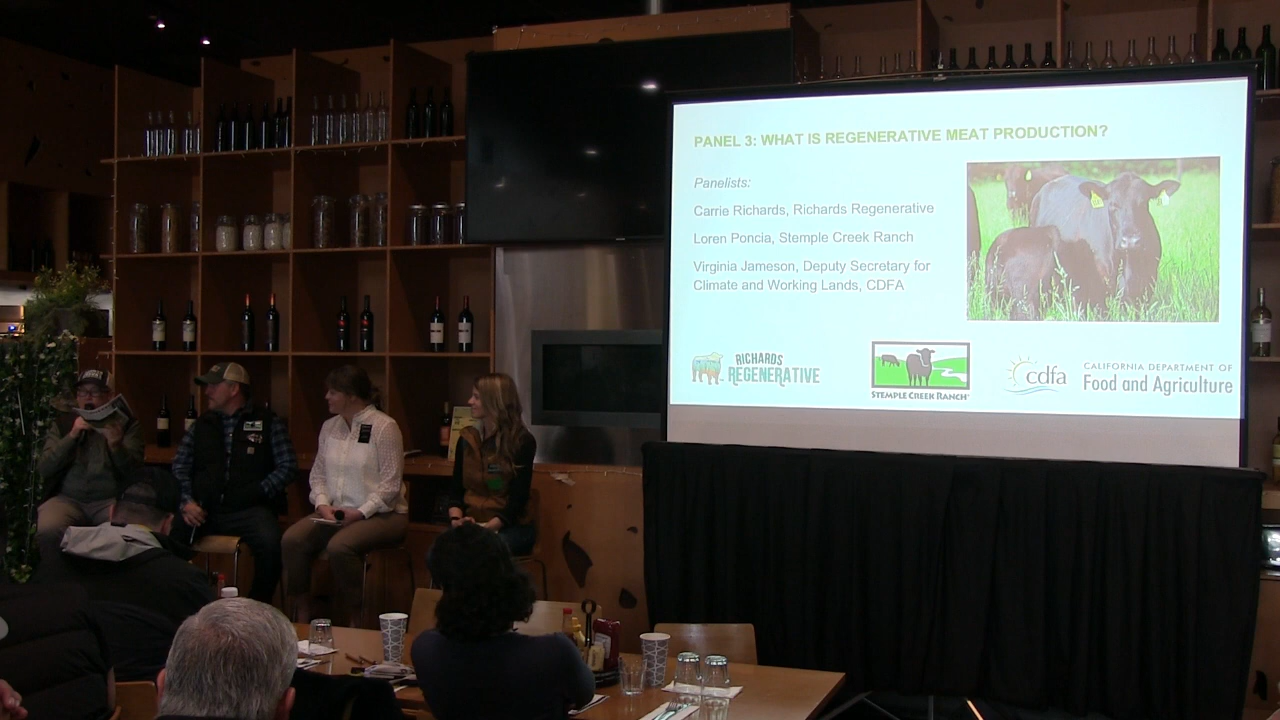 PANEL 3: WHAT IS REGENERATIVE MEAT PRODUCTION?
Panelists:
Carrie Richards, Richards Regenerative
Loren Poncia, Stemple Creek Ranch
Virginia Jameson, Deputy Secretary for
Climate and Working Lands, CDFA
RICHARDS
REGENERATIVE
STEMPLE CREEK RANCH
cdfa
CALIFORNIA DEPARTMENT OF
Food and Agriculture